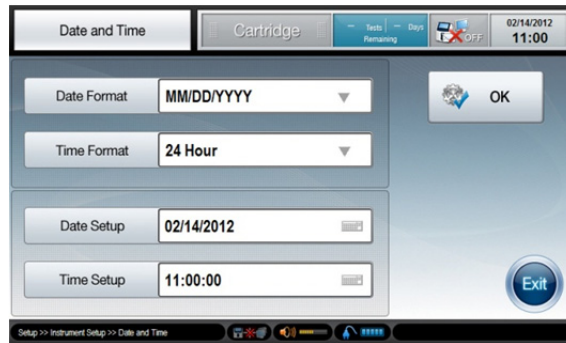 Date and Time
Cartridge
– Tests – Days
Remaining
OFF
02/14/2012
11:00
Date Format
MM/DD/YYYY
OK
Time Format
24 Hour
Date Setup
02/14/2012
Time Setup
11:00:00
Exit
Setup >> Instrument Setup >> Date and Time